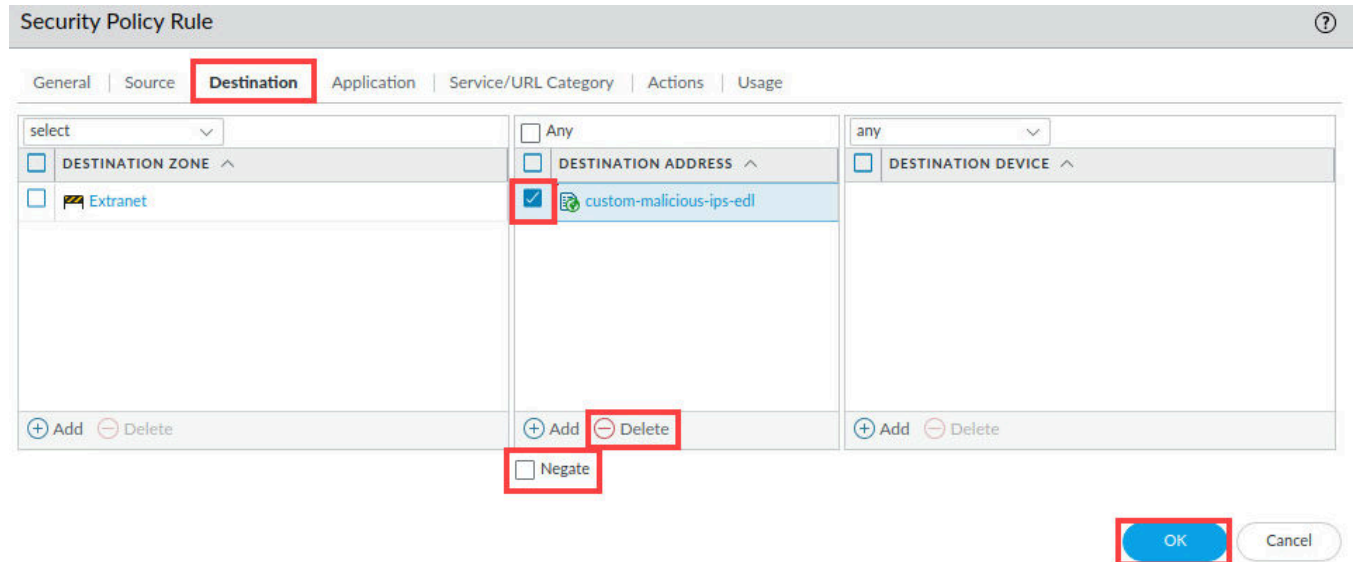 Security Policy Rule
General | Source | Destination | Application | Service/URL Category | Actions | Usage
select Any any
DESTINATION ZONE DESTINATION ADDRESS DESTINATION DEVICE
Extranet custom-malicious-ips-edl
Add Delete Add Delete Add Delete
Negate
OK Cancel